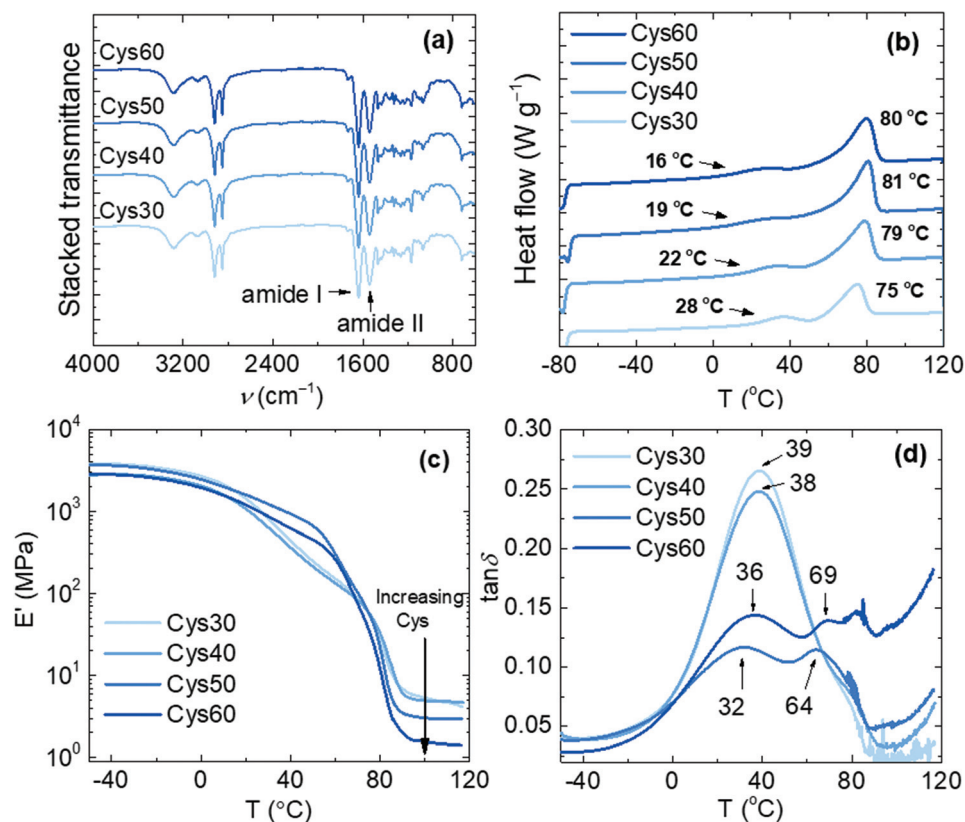 (a)
Stacked transmittance
Cys60
Cys50
Cys40
Cys30
amide I
amide II
4000 3200 2400 1600 800
ν (cm⁻¹)
(b)
Heat flow (W g⁻¹)
Cys60
Cys50
Cys40
Cys30
80 °C
16 °C
81 °C
19 °C
79 °C
22 °C
75 °C
28 °C
-80 -40 0 40 80 120
T (°C)
(c)
E' (MPa)
10⁴
10³
10²
10¹
10⁰
Increasing
Cys
Cys30
Cys40
Cys50
Cys60
-40 0 40 80 120
T (°C)
(d)
tanδ
0.30
0.25
0.20
0.15
0.10
0.05
Cys30
Cys40
Cys50
Cys60
39
38
36
69
32
64
-40 0 40 80 120
T (°C)